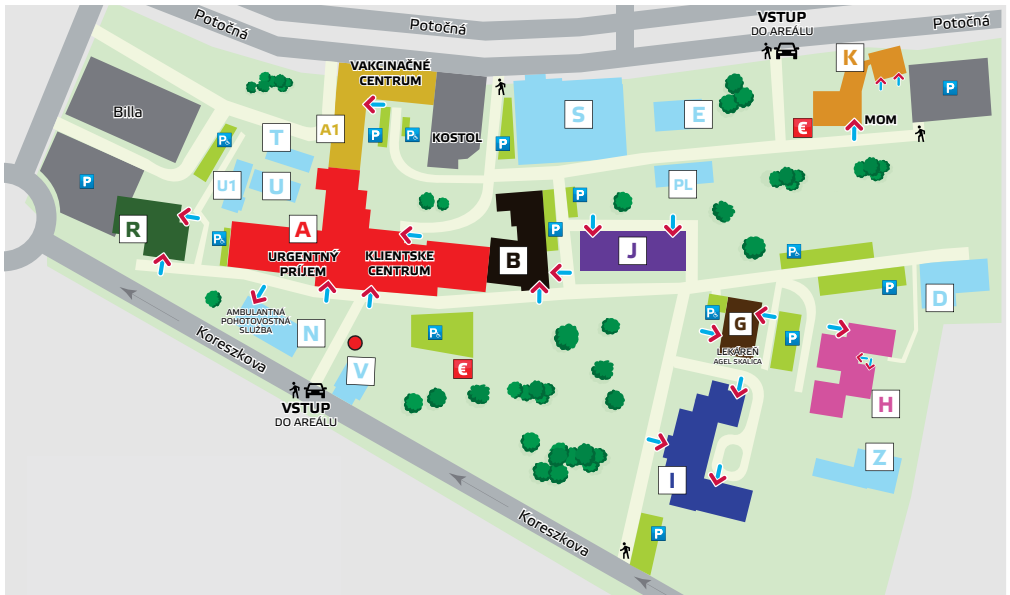 Potočná
Potočná
VSTUP
DO AREÁLU
Potočná
K
VAKCINAČNÉ
CENTRUM
P
Billa
S
E
A1
P
P
KOSTOL
€
MOM
T
P
P
P
U1
U
PL
P
P
R
A
P
P
J
URGENTNÝ
PRÍJEM
KLIENTSKE
CENTRUM
B
P
P
D
AMBULANTNÁ
POHOTOVOSTNÁ
SLUŽBA
N
P
P
G
P
LEKÁREŇ
AGEL SKALICA
Koreszkova
V
€
H
VSTUP
DO AREÁLU
Z
I
Koreszkova
P